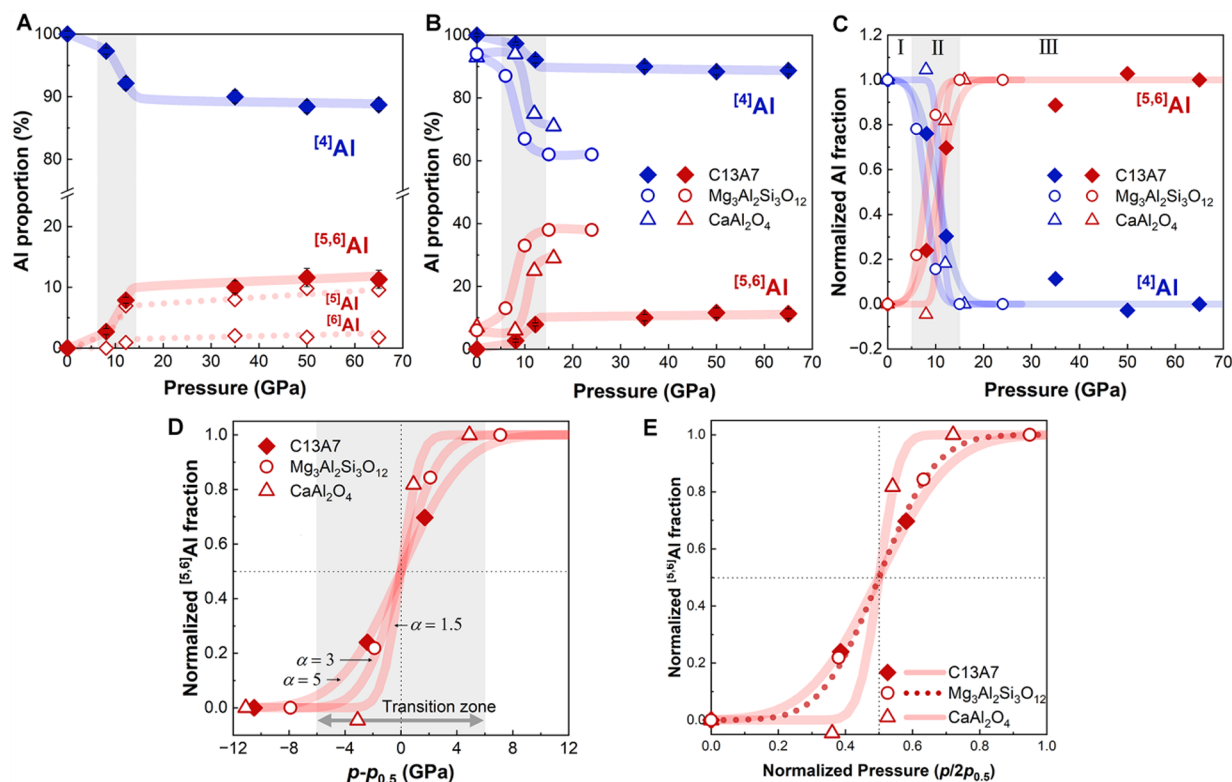 A
Al proportion (%)
100
90
80
20
10
0
[4]Al
[5,6]Al
[5]Al
[6]Al
0 10 20 30 40 50 60 70
Pressure (GPa)
B
Al proportion (%)
100
80
60
40
20
0
[4]Al
C13A7
Mg3Al2Si3O12
CaAl2O4
[5,6]Al
0 10 20 30 40 50 60 70
Pressure (GPa)
C
Normalized Al fraction
1.2
1.0
0.8
0.6
0.4
0.2
0.0
−0.2
I II III
[5,6]Al
C13A7
Mg3Al2Si3O12
CaAl2O4
[4]Al
0 10 20 30 40 50 60 70
Pressure (GPa)
D
Normalized [5,6]Al fraction
1.0
0.8
0.6
0.4
0.2
0.0
C13A7
Mg3Al2Si3O12
CaAl2O4
α = 1.5
α = 3
α = 5
Transition zone
−12 −8 −4 0 4 8 12
p-p0.5 (GPa)
E
Normalized [5,6]Al fraction
1.0
0.8
0.6
0.4
0.2
0.0
C13A7
Mg3Al2Si3O12
CaAl2O4
0.0 0.2 0.4 0.6 0.8 1.0
Normalized Pressure (p/2p0.5)